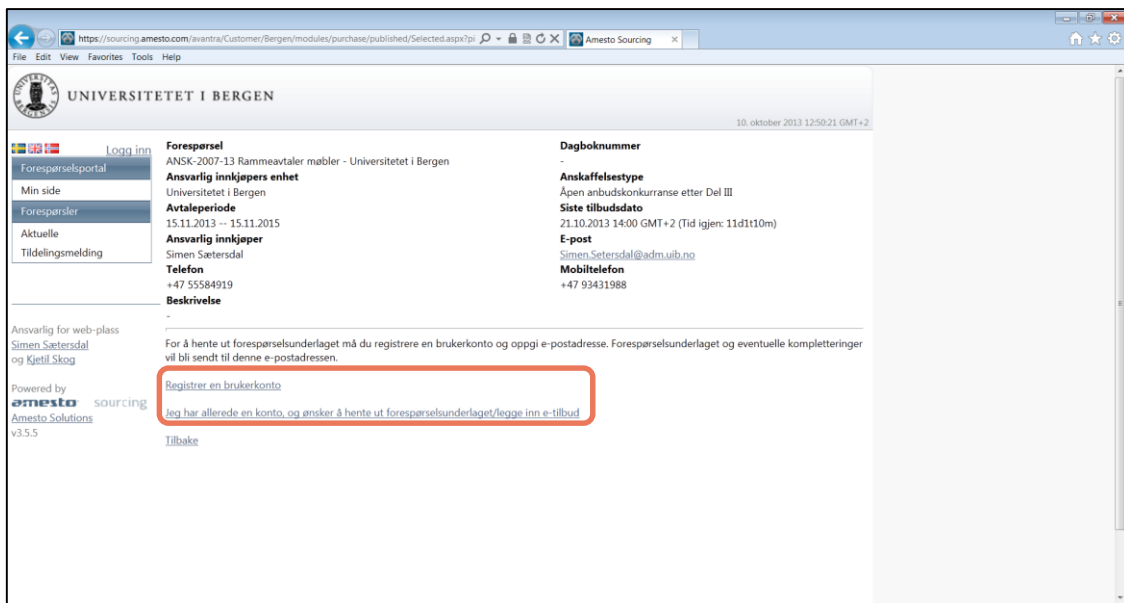 https://sourcing.amesto.com/avantra/Customer/Bergen/modules/purchase/published/Selected.aspx?pi
Amesto Sourcing
File Edit View Favorites Tools Help
UNIVERSITETET I BERGEN
10. oktober 2013 12:50:21 GMT+2
Logg inn
Forespørselsportal
Min side
Forespørsler
Aktuelle
Tildelingsmelding
Ansvarlig for web-plass
Simen Sætersdal
og Kjetil Skog
Powered by
amesto sourcing
Amesto Solutions
v3.5.5
Forespørsel
ANSK-2007-13 Rammeavtaler møbler - Universitetet i Bergen
Ansvarlig innkjøpers enhet
Universitetet i Bergen
Avtaleperiode
15.11.2013 -- 15.11.2015
Ansvarlig innkjøper
Simen Sætersdal
Telefon
+47 55584919
Beskrivelse
-
Dagboknummer
-
Anskaffelsestype
Åpen anbudskonkurranse etter Del III
Siste tilbudsdato
21.10.2013 14:00 GMT+2 (Tid igjen: 11d1t10m)
E-post
Simen.Setersdal@adm.uib.no
Mobiltelefon
+47 93431988
For å hente ut forespørselsunderlaget må du registrere en brukerkonto og oppgi e-postadresse. Forespørselsunderlaget og eventuelle kompletteringer
vil bli sendt til denne e-postadressen.
Registrer en brukerkonto
Jeg har allerede en konto, og ønsker å hente ut forespørselsunderlaget/legge inn e-tilbud
Tilbake